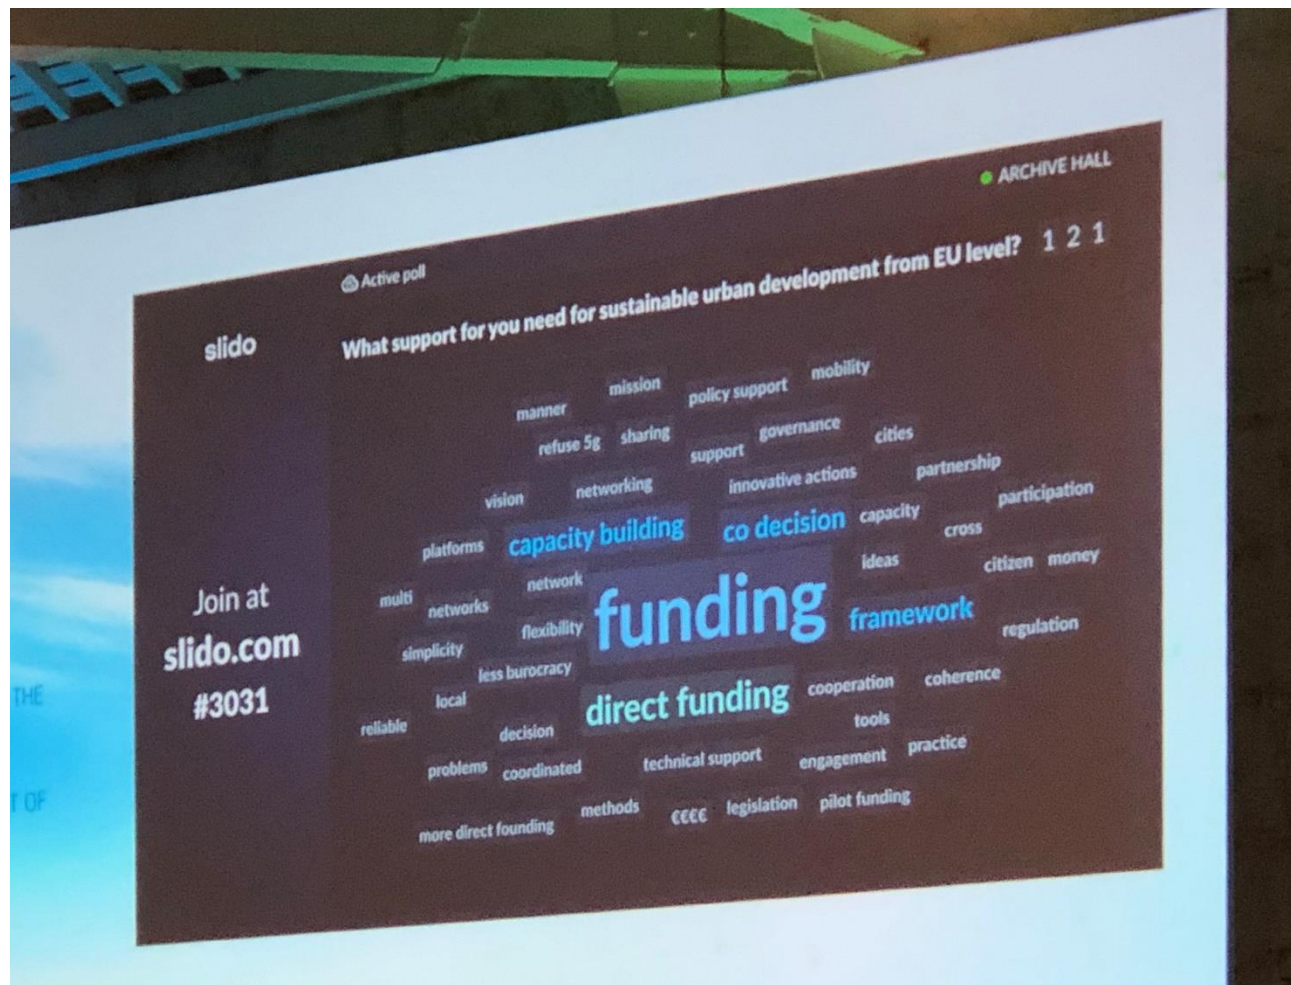 ARCHIVE HALL
Active poll
What support for you need for sustainable urban development from EU level? 1 2 1
slido
Join at
slido.com
#3031
manner mission policy support mobility
refuse 5g sharing support governance cities
vision networking innovative actions partnership participation
platforms capacity building co decision capacity cross
multi networks network ideas citizen money
simplicity flexibility funding framework regulation
less burocracy
local direct funding cooperation coherence
reliable decision tools
problems coordinated technical support engagement practice
more direct founding methods €€€€ legislation pilot funding
THE
T OF